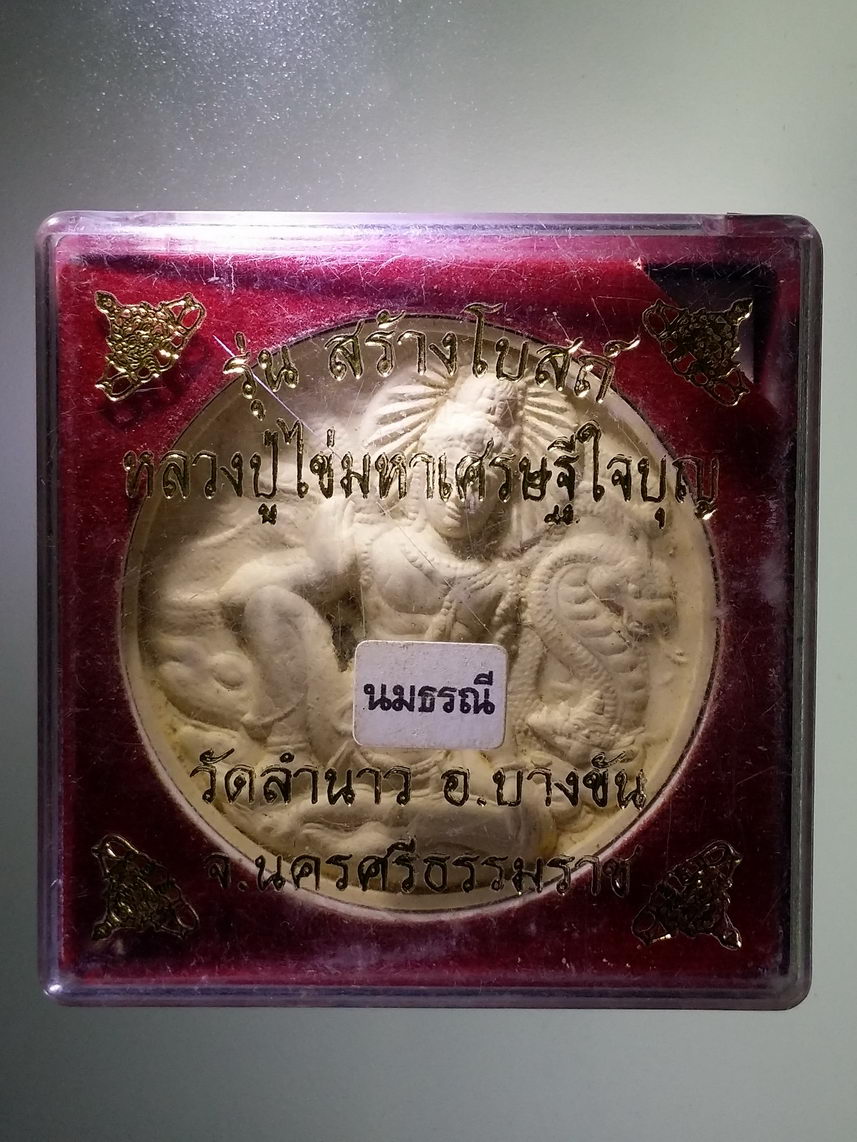 รุ่น สร้างโบสถ์
หลวงปู่ไข่มหาเศรษฐีใจบุญ
นมธรณี
วัดลำนาว อ.บางขัน
จ.นครศรีธรรมราช